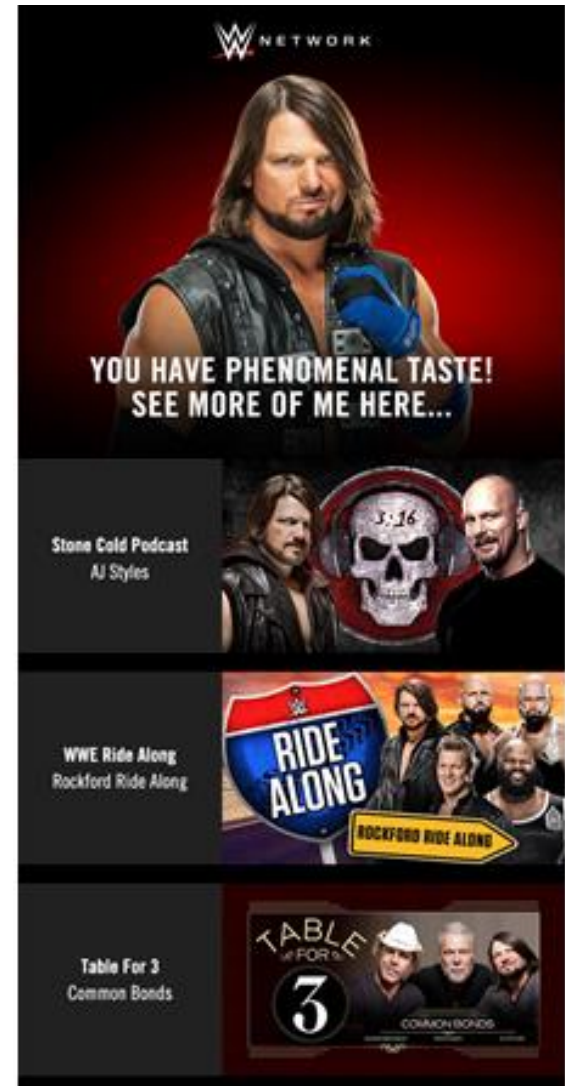 W NETWORK
YOU HAVE PHENOMENAL TASTE!
SEE MORE OF ME HERE...
Stone Cold Podcast
AJ Styles
3:16
WWE Ride Along
Rockford Ride Along
RIDE
ALONG
ROCKFORD RIDE ALONG
Table For 3
Common Bonds
TABLE
FOR
3
COMMON BONDS